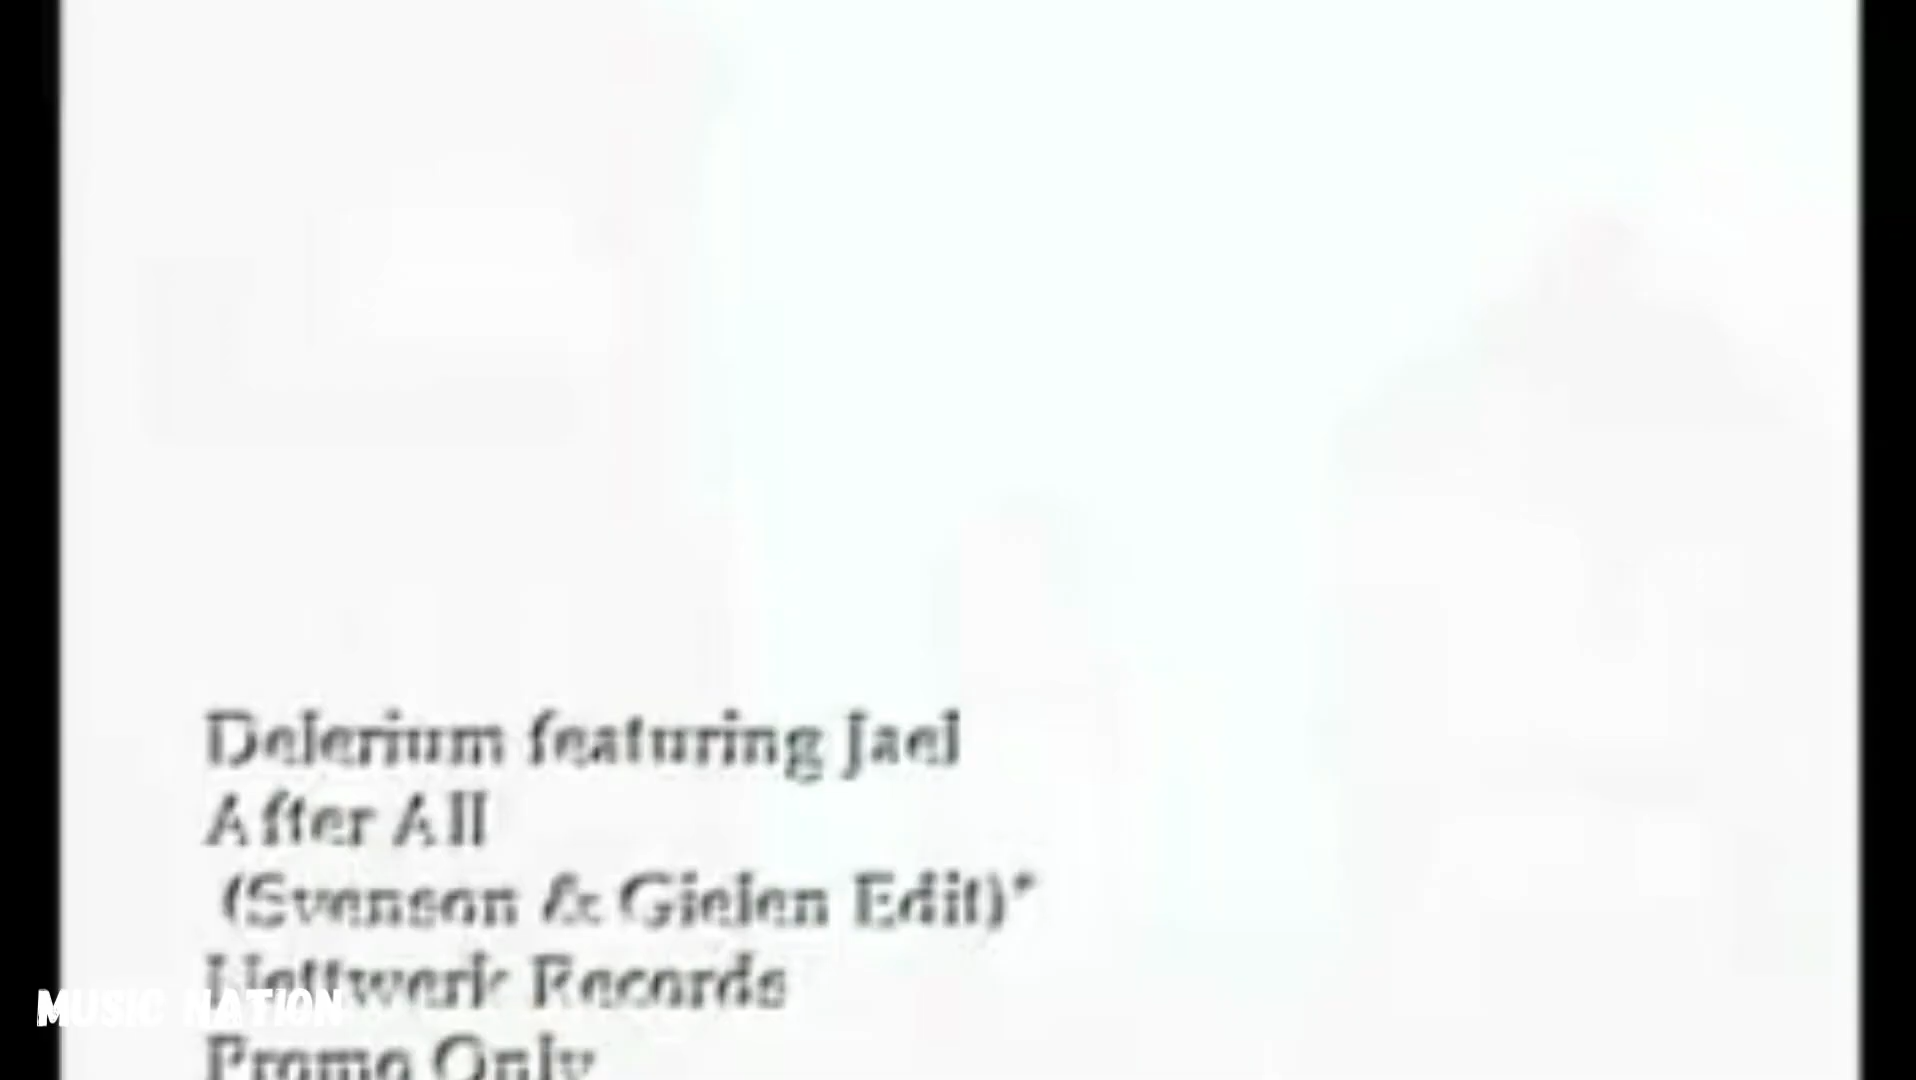 Delerium featuring Jael
After All
(Svenson & Gielen Edit)*
Nettwerk Records
MUSIC NATION
Promo Only